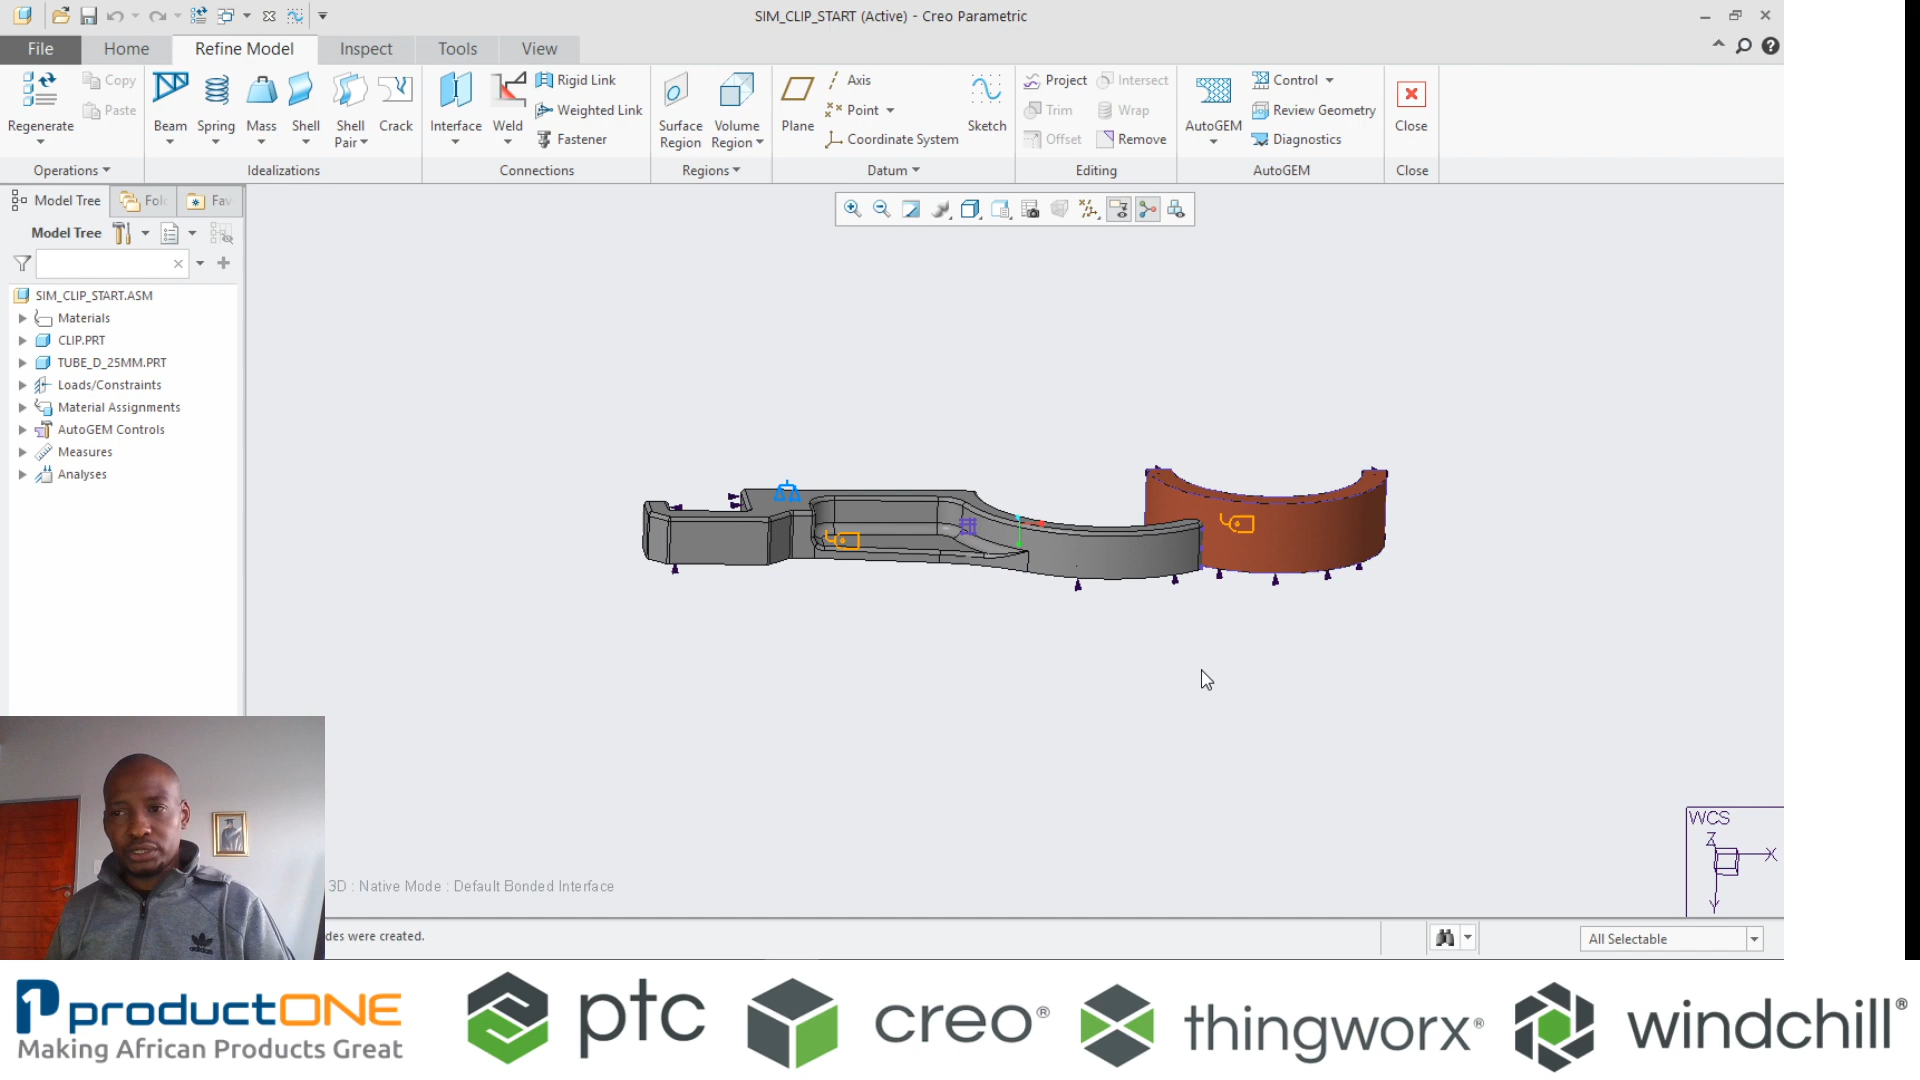 SIM_CLIP_START (Active) - Creo Parametric
File
Home
Refine Model
Inspect
Tools
View
Regenerate
Copy
Paste
Beam
Spring
Mass
Shell
Shell Pair
Crack
Interface
Weld
Rigid Link
Weighted Link
Fastener
Surface Region
Volume Region
Plane
Axis
Point
Coordinate System
Sketch
Project
Intersect
Trim
Wrap
Offset
Remove
AutoGEM
Control
Review Geometry
Diagnostics
Close
Operations
Idealizations
Connections
Regions
Datum
Editing
AutoGEM
Close
Model Tree
Fol
Fav
Model Tree
SIM_CLIP_START.ASM
Materials
CLIP.PRT
TUBE_D_25MM.PRT
Loads/Constraints
Material Assignments
AutoGEM Controls
Measures
Analyses
WCS
Z
X
Y
3D : Native Mode : Default Bonded Interface
des were created.
All Selectable
productONE
Making African Products Great
ptc
creo®
thingworx®
windchill®